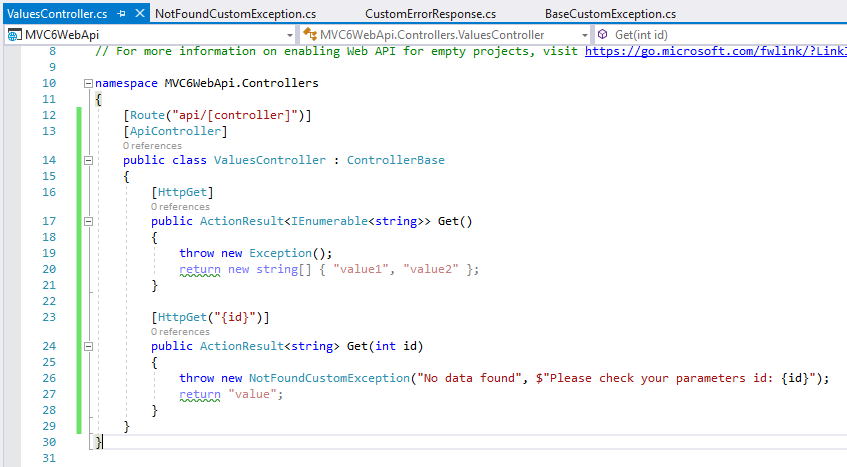 ValuesController.cs NotFoundCustomException.cs CustomErrorResponse.cs BaseCustomException.cs
MVC6WebApi MVC6WebApi.Controllers.ValuesController Get(int id)
8 // For more information on enabling Web API for empty projects, visit https://go.microsoft.com/fwlink/?Link
9
10 namespace MVC6WebApi.Controllers
11 {
12 [Route("api/[controller]")]
13 [ApiController]
0 references
14 public class ValuesController : ControllerBase
15 {
16 [HttpGet]
0 references
17 public ActionResult<IEnumerable<string>> Get()
18 {
19 throw new Exception();
20 return new string[] { "value1", "value2" };
21 }
22
23 [HttpGet("{id}")]
0 references
24 public ActionResult<string> Get(int id)
25 {
26 throw new NotFoundCustomException("No data found", $"Please check your parameters id: {id}");
27 return "value";
28 }
29 }
30 }
31